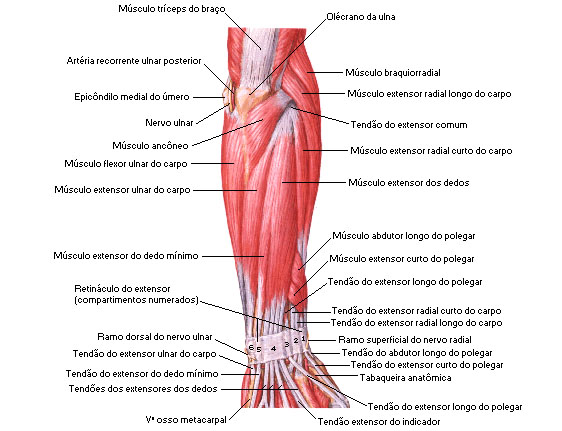 Músculo tríceps do braço
Olécrano da ulna
Artéria recorrente ulnar posterior
Músculo braquiorradial
Epicôndilo medial do úmero
Músculo extensor radial longo do carpo
Nervo ulnar
Tendão do extensor comum
Músculo ancôneo
Músculo extensor radial curto do carpo
Músculo flexor ulnar do carpo
Músculo extensor dos dedos
Músculo extensor ulnar do carpo
Músculo abdutor longo do polegar
Músculo extensor do dedo mínimo
Músculo extensor curto do polegar
Tendão do extensor longo do polegar
Retináculo do extensor
(compartimentos numerados)
Tendão do extensor radial curto do carpo
Tendão do extensor radial longo do carpo
Ramo dorsal do nervo ulnar
6 5 4 3 2 1
Ramo superficial do nervo radial
Tendão do extensor ulnar do carpo
Tendão do abdutor longo do polegar
Tendão do extensor curto do polegar
Tendão do extensor do dedo mínimo
Tabaqueira anatômica
Tendões dos extensores dos dedos
Tendão do extensor longo do polegar
Vº osso metacarpal
Tendão extensor do indicador